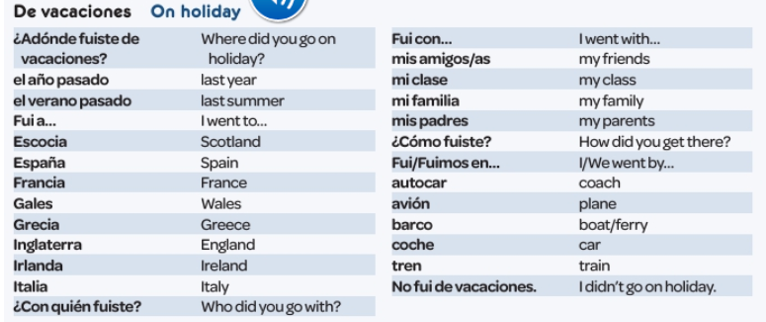 De vacaciones On holiday
¿Adónde fuiste de Where did you go on
vacaciones? holiday?
el año pasado last year
el verano pasado last summer
Fui a... I went to...
Escocia Scotland
España Spain
Francia France
Gales Wales
Grecia Greece
Inglaterra England
Irlanda Ireland
Italia Italy
¿Con quién fuiste? Who did you go with?
Fui con... I went with...
mis amigos/as my friends
mi clase my class
mi familia my family
mis padres my parents
¿Cómo fuiste? How did you get there?
Fui/Fuimos en... I/We went by...
autocar coach
avión plane
barco boat/ferry
coche car
tren train
No fui de vacaciones. I didn't go on holiday.